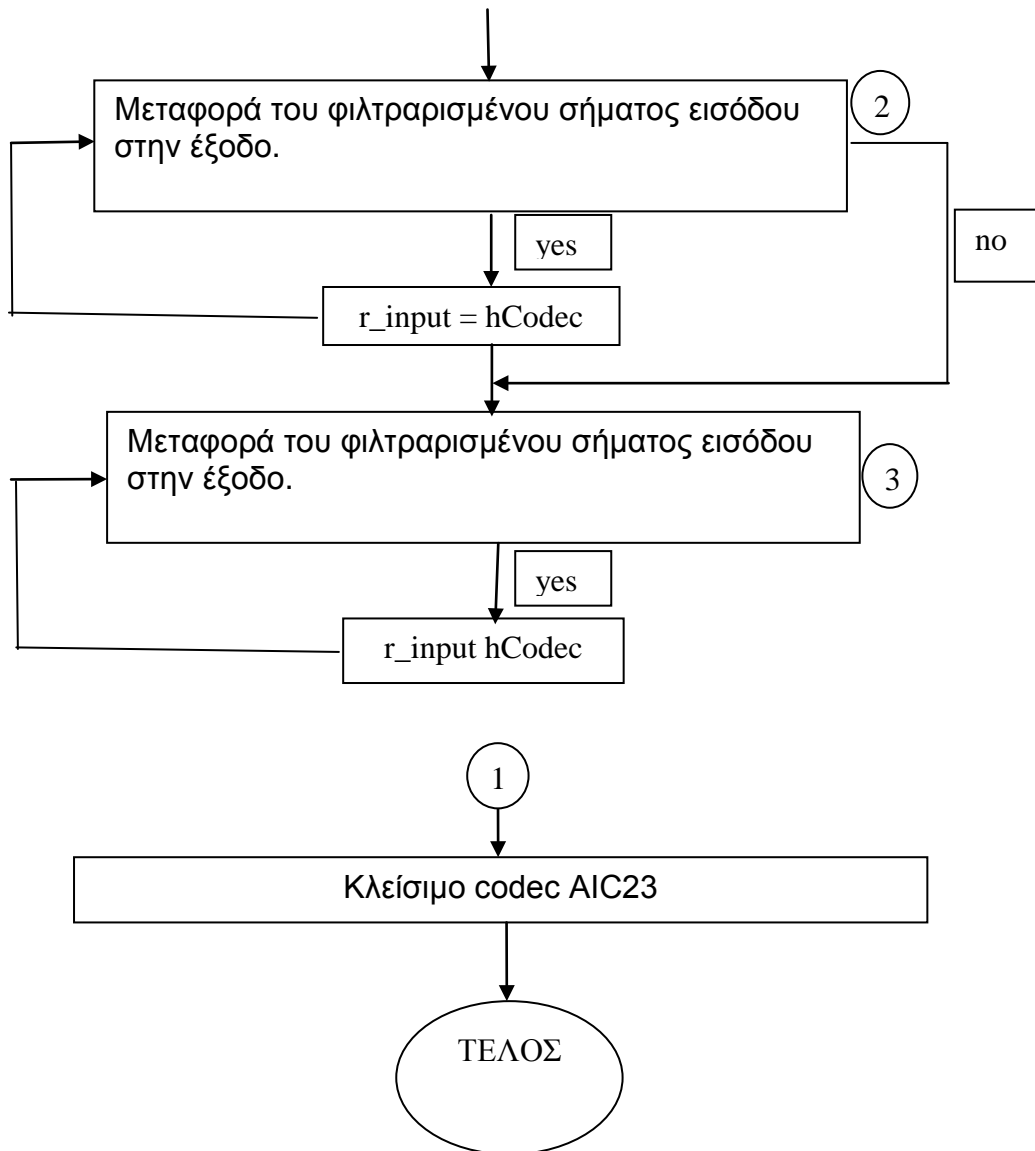 Μεταφορά του φιλτραρισμένου σήματος εισόδου
στην έξοδο.
2
yes
no
r_input = hCodec
Μεταφορά του φιλτραρισμένου σήματος εισόδου
στην έξοδο.
3
yes
r_input hCodec
1
Κλείσιμο codec AIC23
ΤΕΛΟΣ